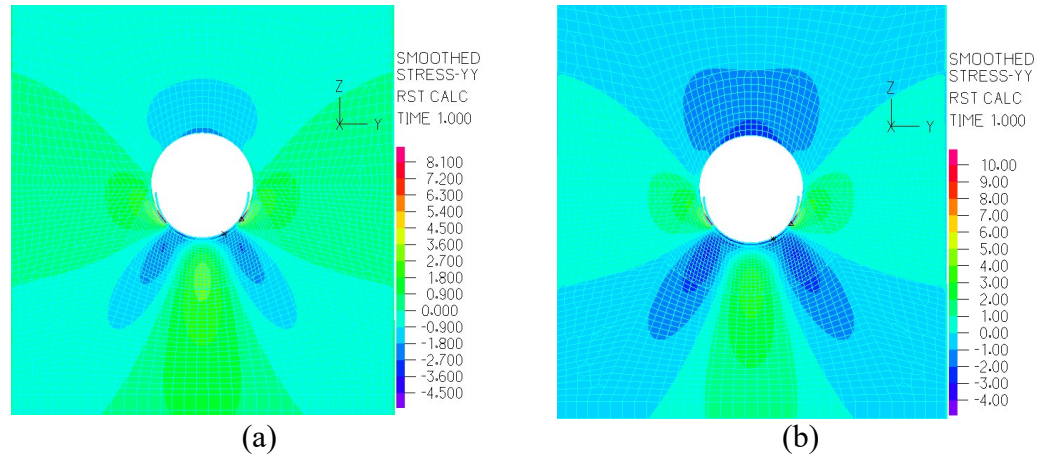 SMOOTHED
STRESS-YY
RST CALC
TIME 1.000
Z
X Y
8.100
7.200
6.300
5.400
4.500
3.600
2.700
1.800
0.900
0.000
-0.900
-1.800
-2.700
-3.600
-4.500
(a)
SMOOTHED
STRESS-YY
RST CALC
TIME 1.000
Z
X Y
10.00
9.00
8.00
7.00
6.00
5.00
4.00
3.00
2.00
1.00
0.00
-1.00
-2.00
-3.00
-4.00
(b)